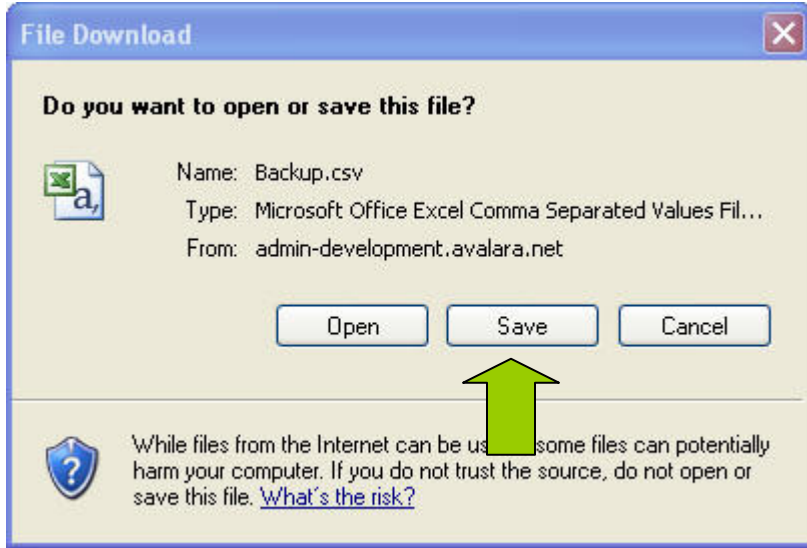 File Download
Do you want to open or save this file?
Name: Backup.csv
Type: Microsoft Office Excel Comma Separated Values Fil...
From: admin-development.avalara.net
Open Save Cancel
While files from the Internet can be some files can potentially
harm your computer. If you do not trust the source, do not open or
save this file. What's the risk?